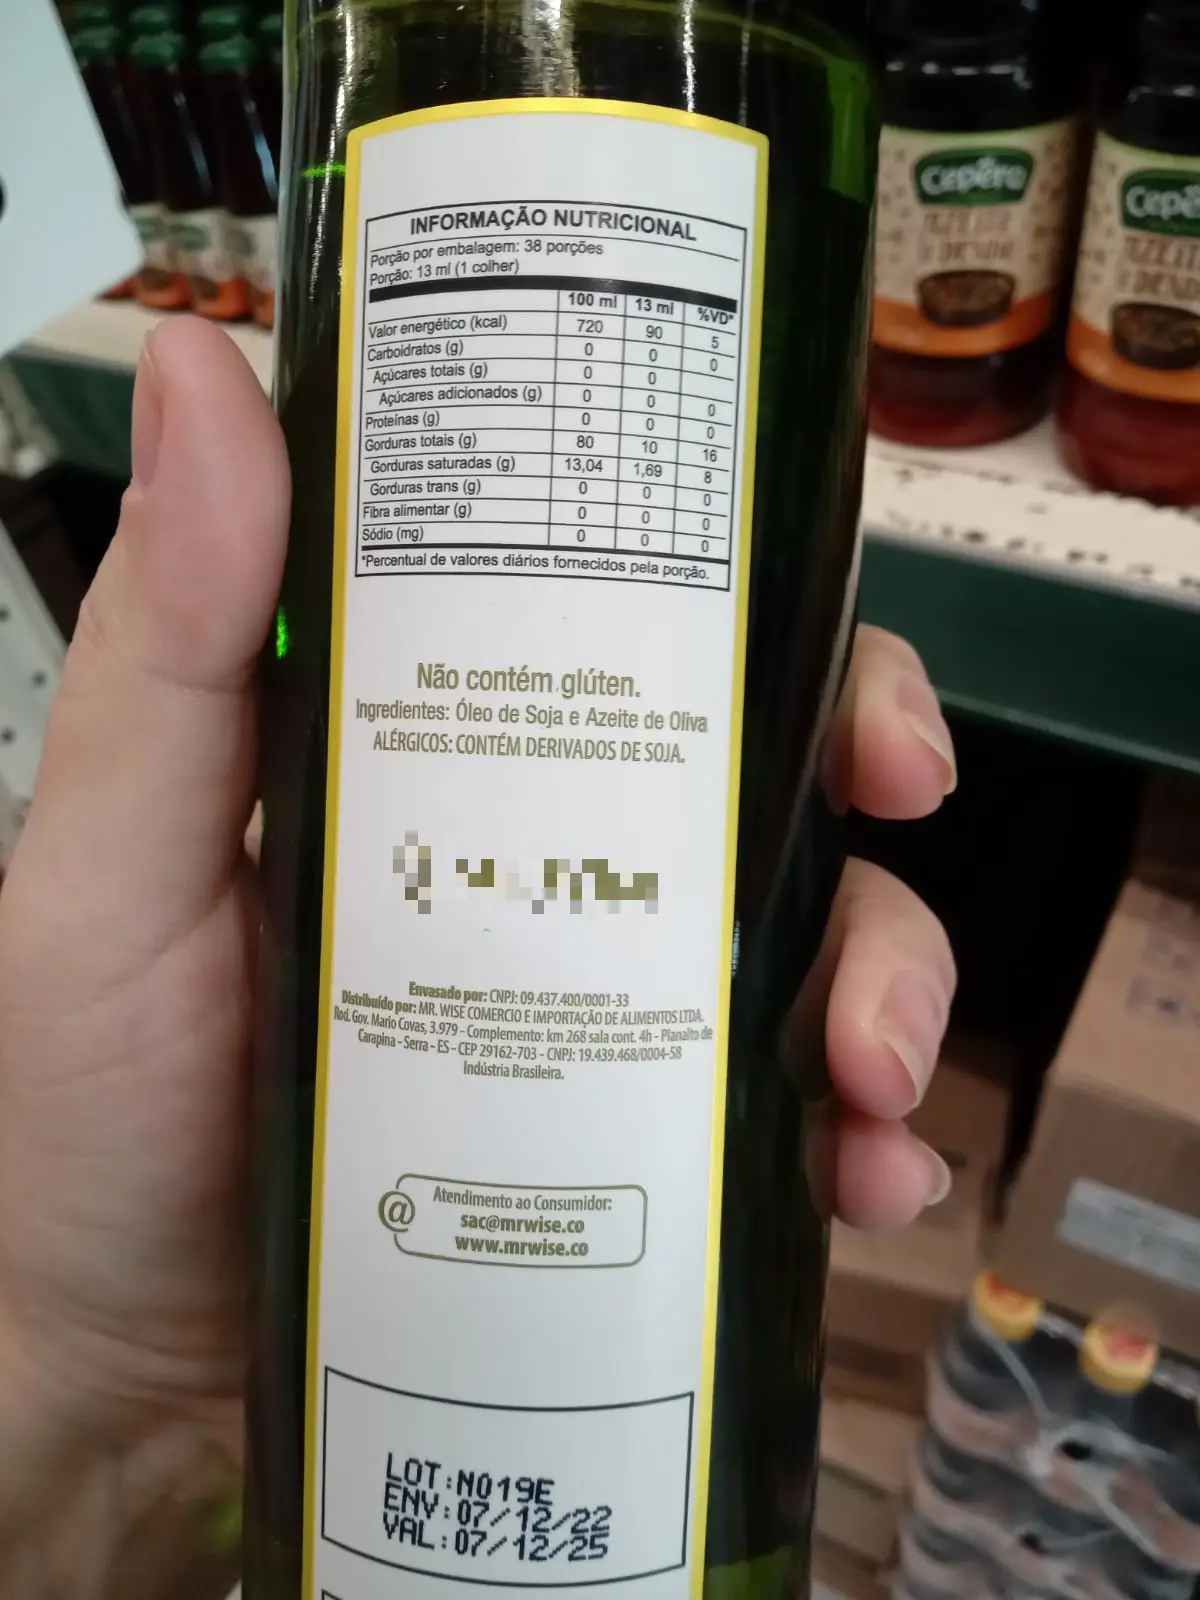 INFORMAÇÃO NUTRICIONAL
Porção por embalagem: 38 porções
Porção: 13 ml (1 colher)
100 ml 13 ml %VD*
Valor energético (kcal) 720 90 5
Carboidratos (g) 0 0 0
Açúcares totais (g) 0 0
Açúcares adicionados (g) 0 0 0
Proteínas (g) 0 0 0
Gorduras totais (g) 80 10 16
Gorduras saturadas (g) 13,04 1,69 8
Gorduras trans (g) 0 0 0
Fibra alimentar (g) 0 0 0
Sódio (mg) 0 0 0
*Percentual de valores diários fornecidos pela porção.
Não contém glúten.
Ingredientes: Óleo de Soja e Azeite de Oliva
ALÉRGICOS: CONTÉM DERIVADOS DE SOJA.
Envasado por: CNPJ: 09.437.400/0001-33
Distribuído por: MR. WISE COMERCIO E IMPORTAÇÃO DE ALIMENTOS LTDA.
Rod. Gov. Mario Covas, 3.979 - Complemento: km 268 sala cont. 4h - Planalto de
Carapina - Serra - ES - CEP 29162-703 - CNPJ: 19.439.468/0004-58
Indústria Brasileira.
@ Atendimento ao Consumidor:
sac@mrwise.co
www.mrwise.co
LOT:N019E
ENV:07/12/22
VAL:07/12/25
Cepêra
AZEITE
DENDÊ
Cepê
AZEIT